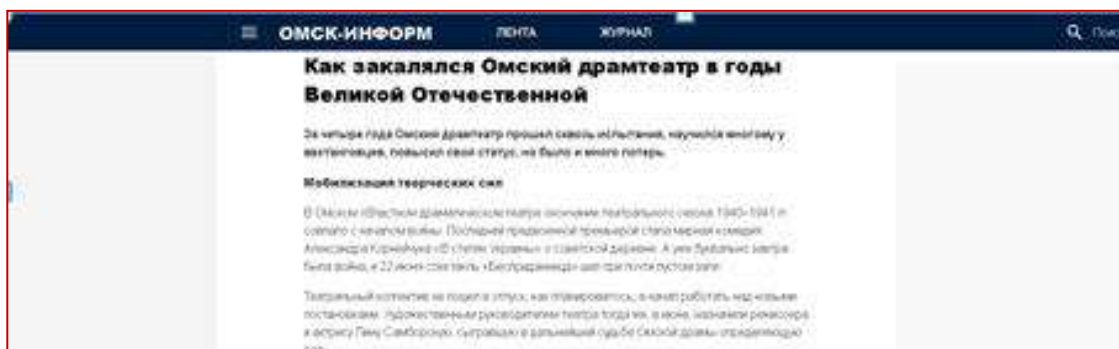 ОМСК-ИНФОРМ ЛЕНТА ЖУРНАЛ
Как закалялся Омский драмтеатр в годы
Великой Отечественной
За четыре года Омский драмтеатр прошел сквозь испытания, научился многому у
вахтанговцев, повысил свой статус, но было и много потерь.
Мобилизация творческих сил
В Омском областном драматическом театре окончание театрального сезона 1940–1941 гг.
совпало с началом войны. Последней предвоенной премьерой стала мирная комедия
Александра Корнейчука «В степях Украины» о советской деревне. А уже буквально завтра
была война, и 22 июня спектакль «Бесприданница» шел при почти пустом зале.
Театральный коллектив не пошел в отпуск, как планировалось, а начал работать над новыми
постановками. Художественным руководителем театра тогда же, в июне, назначили режиссера
и актрису Лину Самборскую, сыгравшую в дальнейшей судьбе Омской драмы определяющую